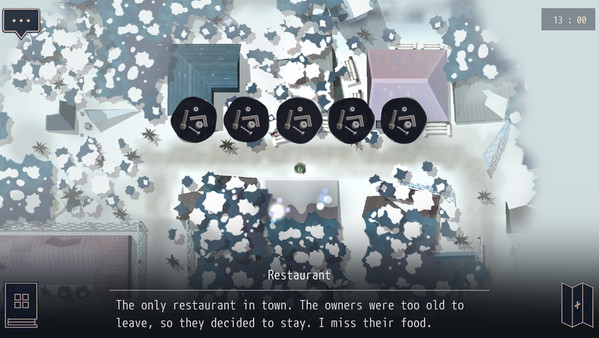 13 : 00
Restaurant
The only restaurant in town. The owners were too old to
leave, so they decided to stay. I miss their food.